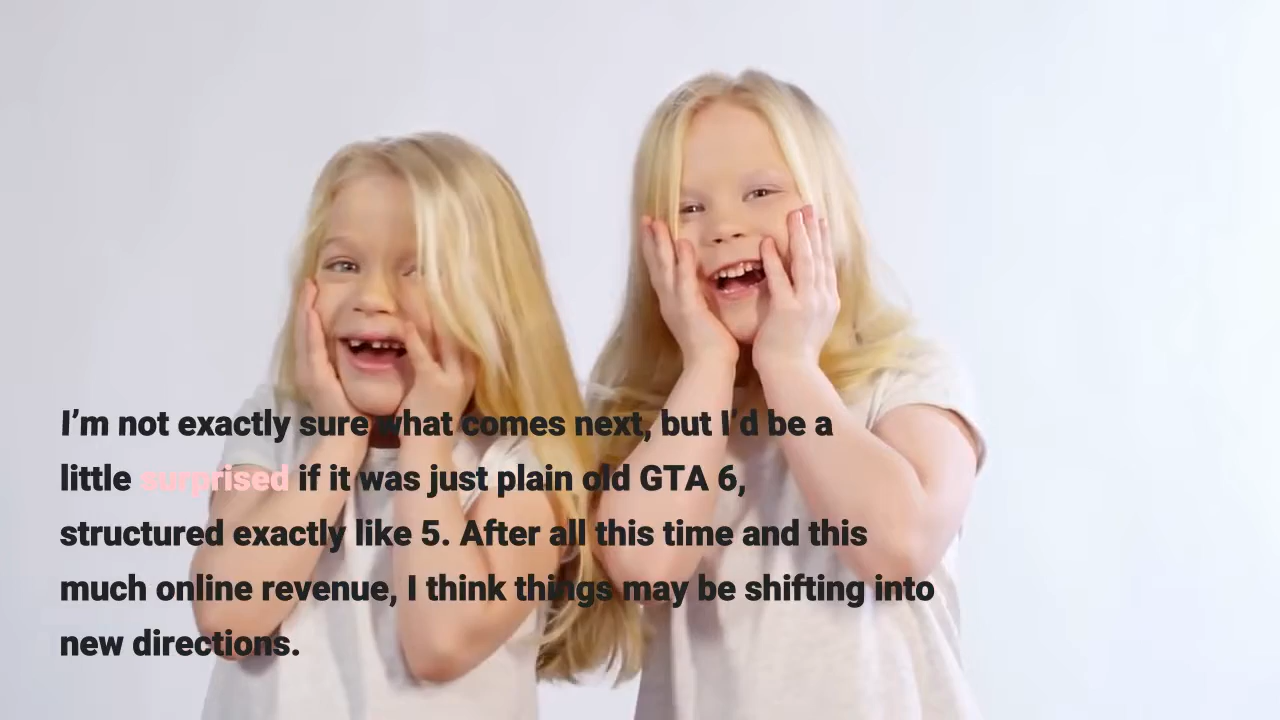 I’m not exactly sure what comes next, but I’d be a
little surprised if it was just plain old GTA 6,
structured exactly like 5. After all this time and this
much online revenue, I think things may be shifting into
new directions.